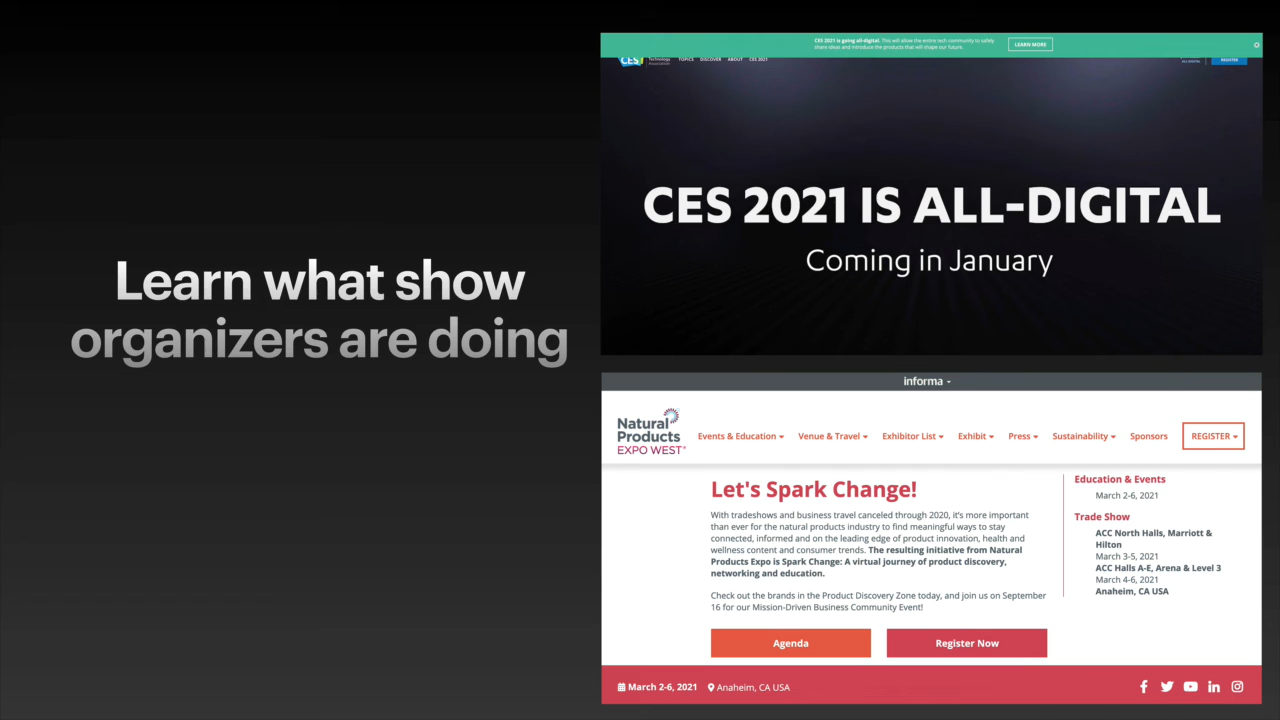 Learn what show
organizers are doing
CES 2021 is going all-digital. This will allow the entire tech community to safely
share ideas and introduce the products that will shape our future.
LEARN MORE
CES
Technology
Association
TOPICS DISCOVER ABOUT CES 2021
ALL-DIGITAL
REGISTER
CES 2021 IS ALL-DIGITAL
Coming in January
informa
Natural
Products
EXPO WEST
Events & Education Venue & Travel Exhibitor List Exhibit Press Sustainability Sponsors REGISTER
Let's Spark Change!
With tradeshows and business travel canceled through 2020, it's more important
than ever for the natural products industry to find meaningful ways to stay
connected, informed and on the leading edge of product innovation, health and
wellness content and consumer trends. The resulting initiative from Natural
Products Expo is Spark Change: A virtual journey of product discovery,
networking and education.
Check out the brands in the Product Discovery Zone today, and join us on September
16 for our Mission-Driven Business Community Event!
Agenda
Register Now
Education & Events
March 2-6, 2021
Trade Show
ACC North Halls, Marriott &
Hilton
March 3-5, 2021
ACC Halls A-E, Arena & Level 3
March 4-6, 2021
Anaheim, CA USA
March 2-6, 2021 Anaheim, CA USA